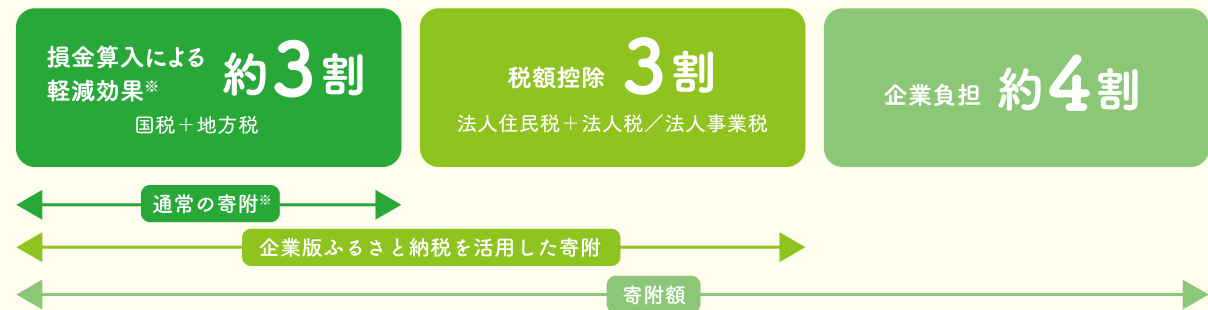 損金算入による
軽減効果※
約3割
国税＋地方税
税額控除 3割
法人住民税＋法人税／法人事業税
企業負担 約4割
通常の寄附※
企業版ふるさと納税を活用した寄附
寄附額